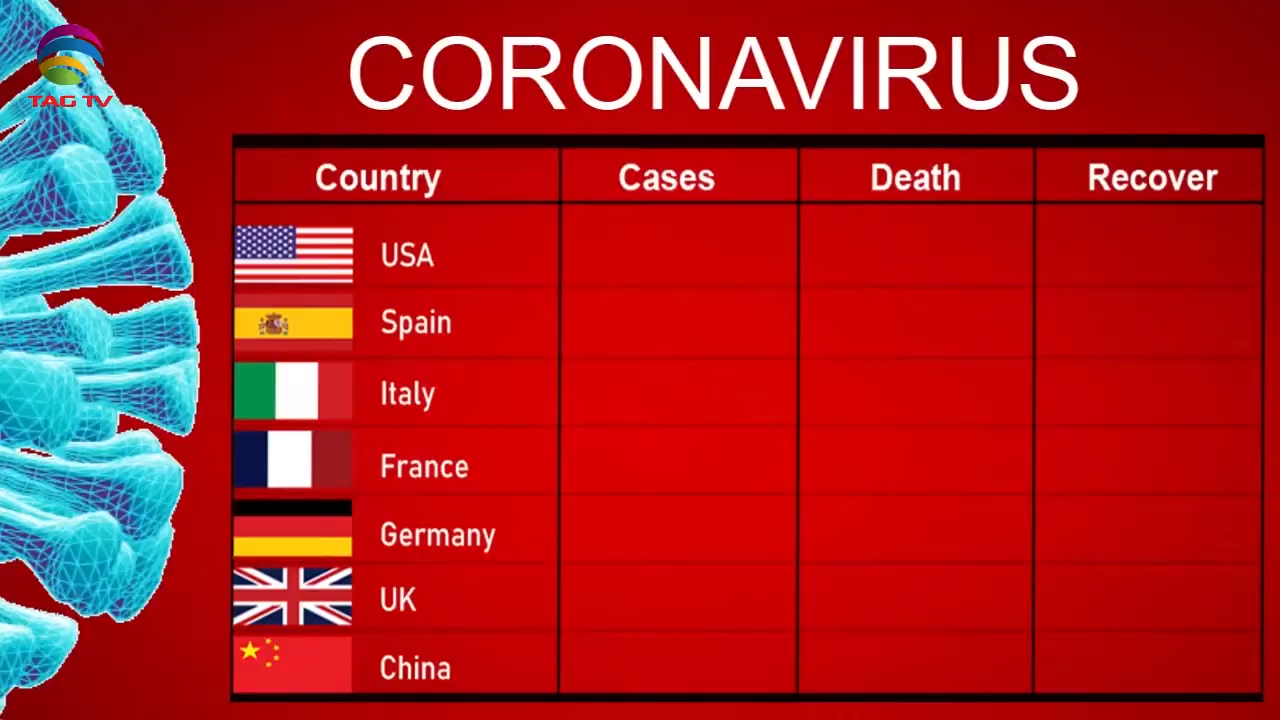 TAG TV
CORONAVIRUS
Country Cases Death Recover
USA
Spain
Italy
France
Germany
UK
China